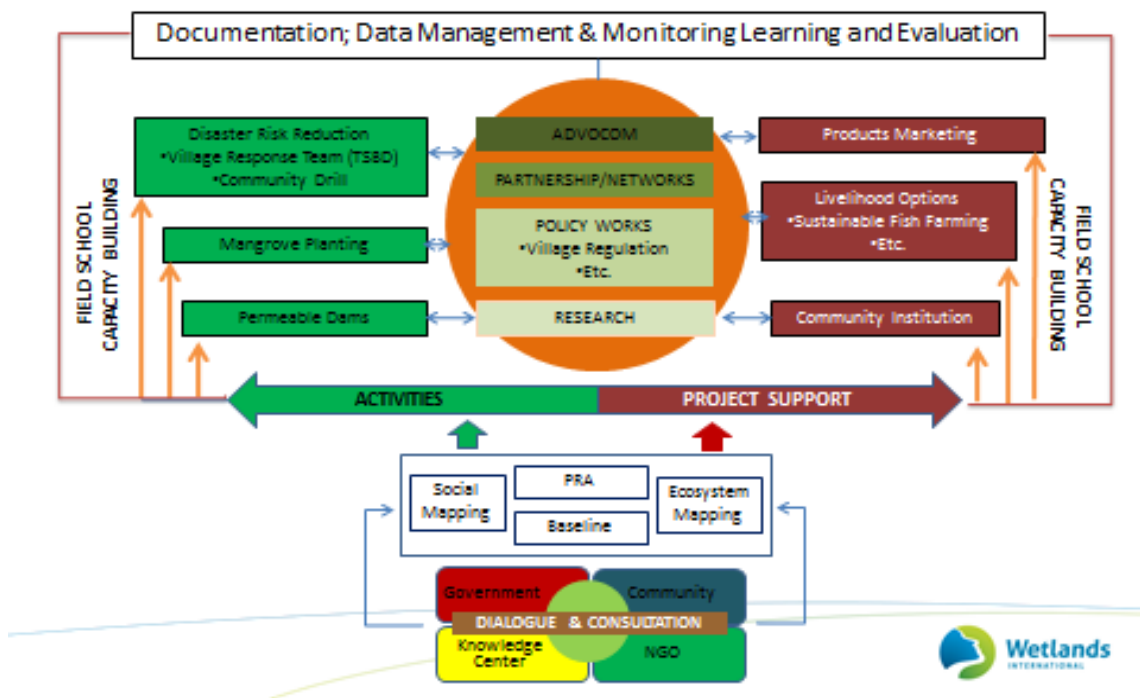 Documentation; Data Management & Monitoring Learning and Evaluation
FIELD SCHOOL
CAPACITY BUILDING
Disaster Risk Reduction
•Village Response Team (TSBD)
•Community Drill
Mangrove Planting
Permeable Dams
ADVOCOM
PARTNERSHIP/NETWORKS
POLICY WORKS
•Village Regulation
•Etc.
RESEARCH
Products Marketing
Livelihood Options
•Sustainable Fish Farming
•Etc.
Community Institution
FIELD SCHOOL
CAPACITY BUILDING
ACTIVITIES
PROJECT SUPPORT
Social
Mapping
PRA
Baseline
Ecosystem
Mapping
Government
Community
DIALOGUE & CONSULTATION
Knowledge
Center
NGO
Wetlands
INTERNATIONAL